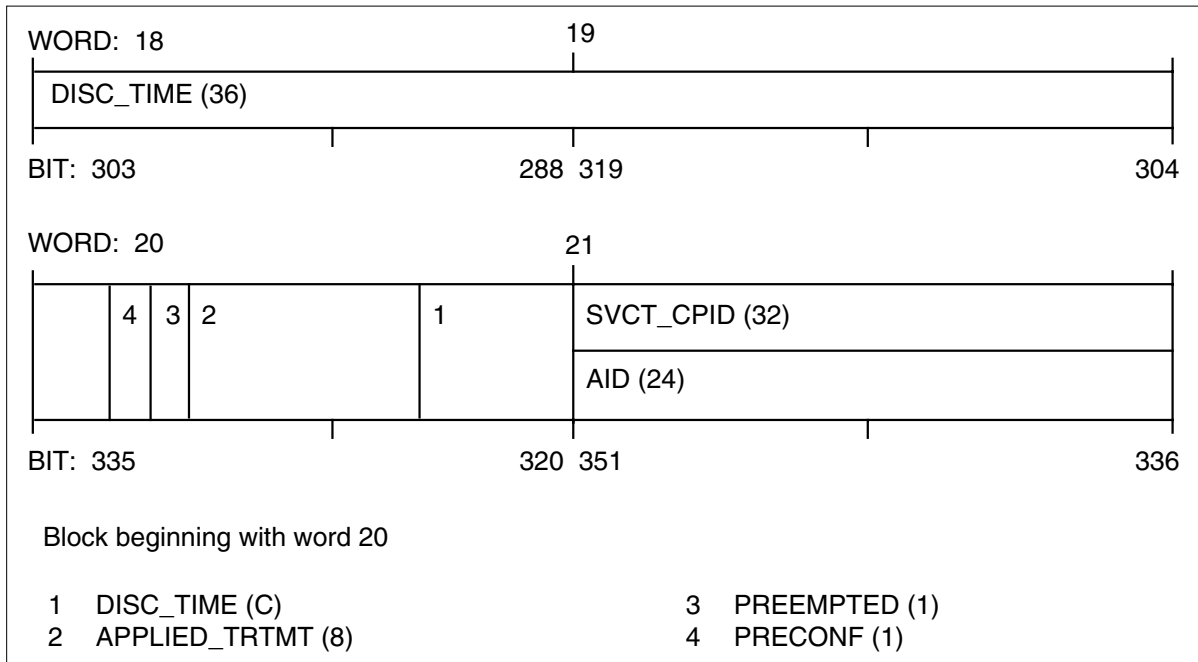 WORD: 18 19
DISC_TIME (36)
BIT: 303 288 319 304
WORD: 20 21
4 3 2 1 SVCT_CPID (32)
AID (24)
BIT: 335 320 351 336
Block beginning with word 20
1 DISC_TIME (C) 3 PREEMPTED (1)
2 APPLIED_TRTMT (8) 4 PRECONF (1)